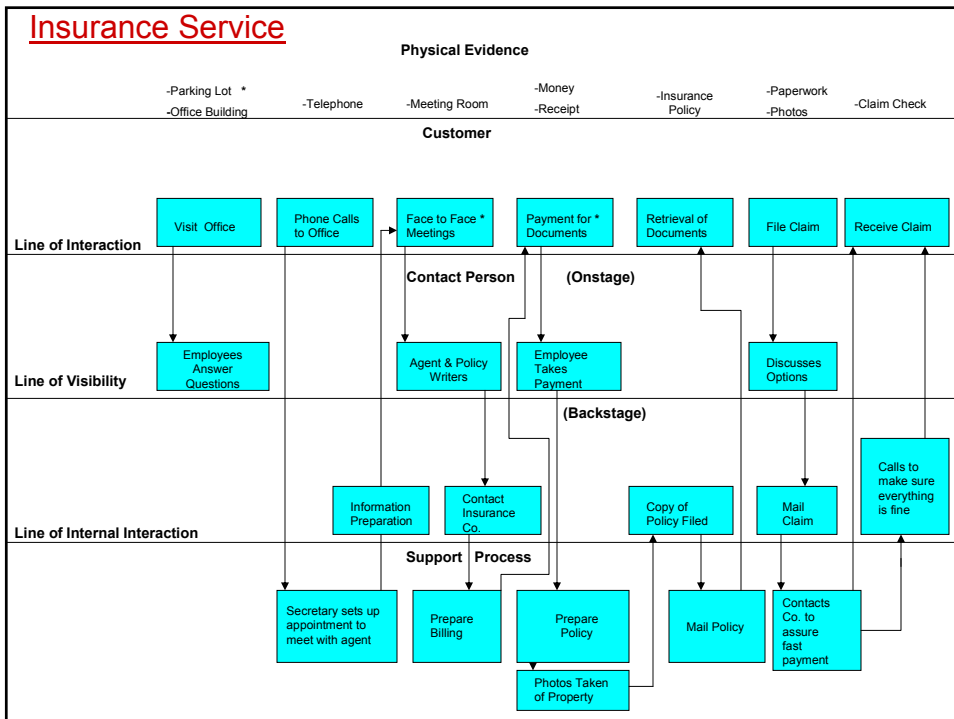 Insurance Service
Physical Evidence
-Parking Lot *
-Office Building
-Telephone
-Meeting Room
-Money
-Receipt
-Insurance
Policy
-Paperwork
-Photos
-Claim Check
Customer
Visit Office
Phone Calls
to Office
Face to Face *
Meetings
Payment for *
Documents
Retrieval of
Documents
File Claim
Receive Claim
Line of Interaction
Contact Person
(Onstage)
Employees
Answer
Questions
Agent & Policy
Writers
Employee
Takes
Payment
Discusses
Options
Line of Visibility
(Backstage)
Information
Preparation
Contact
Insurance
Co.
Copy of
Policy Filed
Mail
Claim
Calls to
make sure
everything
is fine
Line of Internal Interaction
Support Process
Secretary sets up
appointment to
meet with agent
Prepare
Billing
Prepare
Policy
Mail Policy
Contacts
Co. to
assure
fast
payment
Photos Taken
of Property